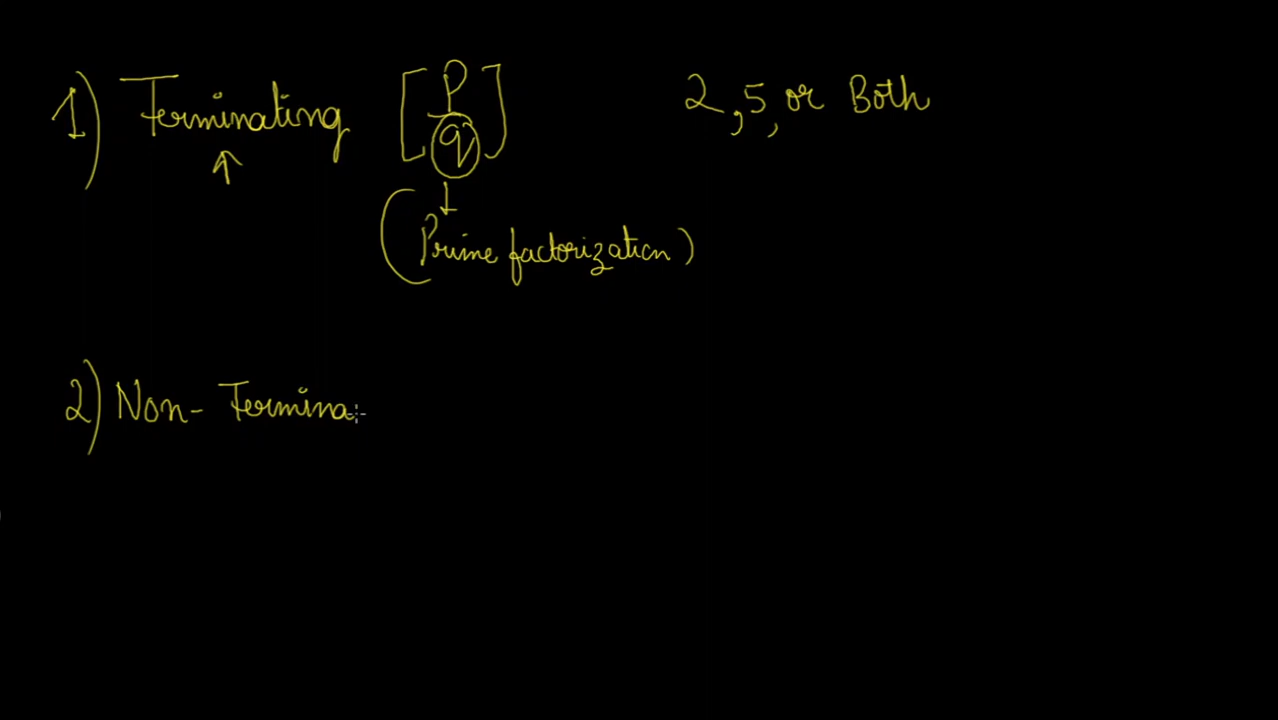 1) Terminating [P/q] 2, 5, or Both
(Prime factorization)
2) Non- Termina